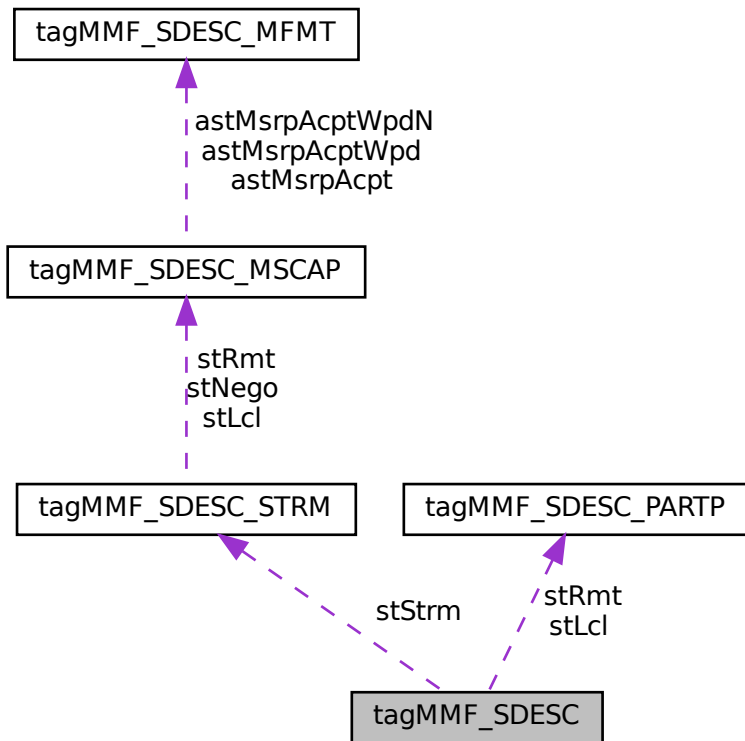 tagMMF_SDESC_MFMT
astMsrpAcptWpdN
astMsrpAcptWpd
astMsrpAcpt
tagMMF_SDESC_MSCAP
stRmt
stNego
stLcl
tagMMF_SDESC_STRM
tagMMF_SDESC_PARTP
stStrm
stRmt
stLcl
tagMMF_SDESC